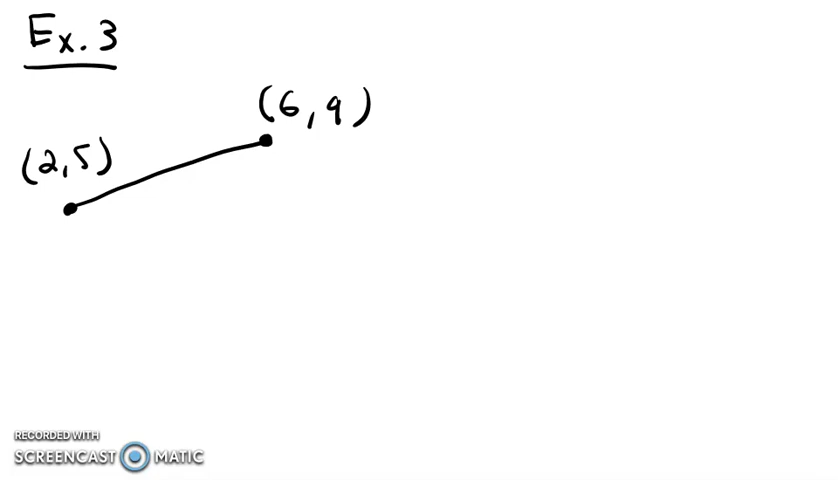 Ex. 3
(6, 9)
(2, 5)
RECORDED WITH
SCREENCAST MATIC